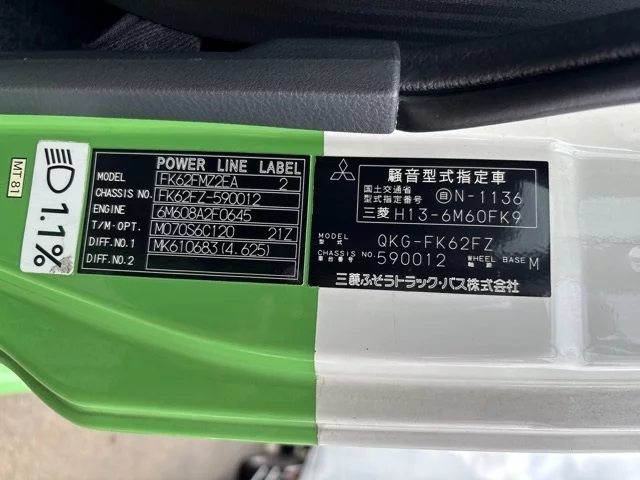 MT.81
1.1%
POWER LINE LABEL
MODEL FK62FMZ2FA 2
CHASSIS NO. FK62FZ-590012
ENGINE 6M608A2F0645
T/M-OPT. M070S6C120 21Z
DIFF.NO.1 MK610683(4.625)
DIFF.NO.2
騒音型式指定車
国土交通省
型式指定番号 自N-1136
三菱 H13-6M60FK9
MODEL
型式 QKG-FK62FZ
CHASSIS NO.
車台番号 590012 WHEEL BASE M
三菱ふそうトラック・バス株式会社